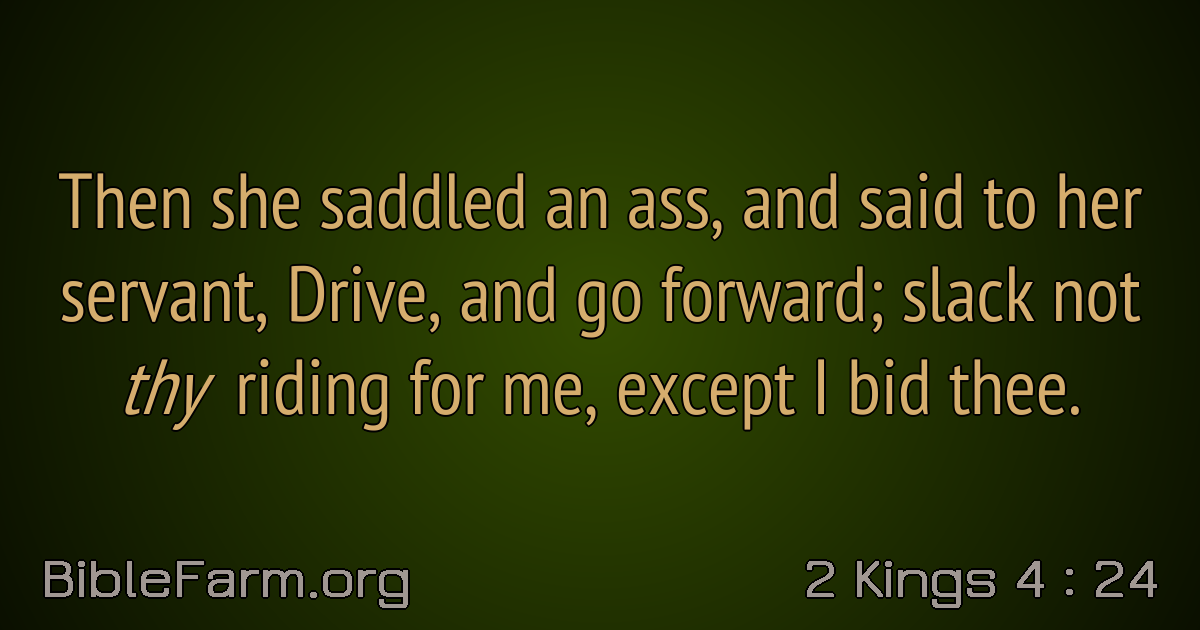 Then she saddled an ass, and said to her
servant, Drive, and go forward; slack not
thy riding for me, except I bid thee.
BibleFarm.org
2 Kings 4 : 24